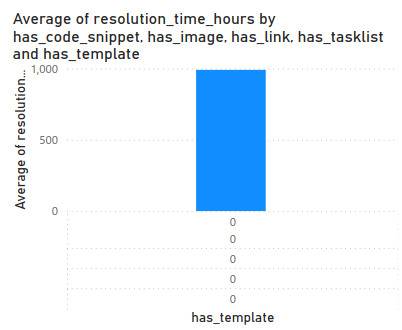 Average of resolution_time_hours by
has_code_snippet, has_image, has_link, has_tasklist
and has_template
1,000
500
0
Average of resolution...
0
0
0
0
0
has_template